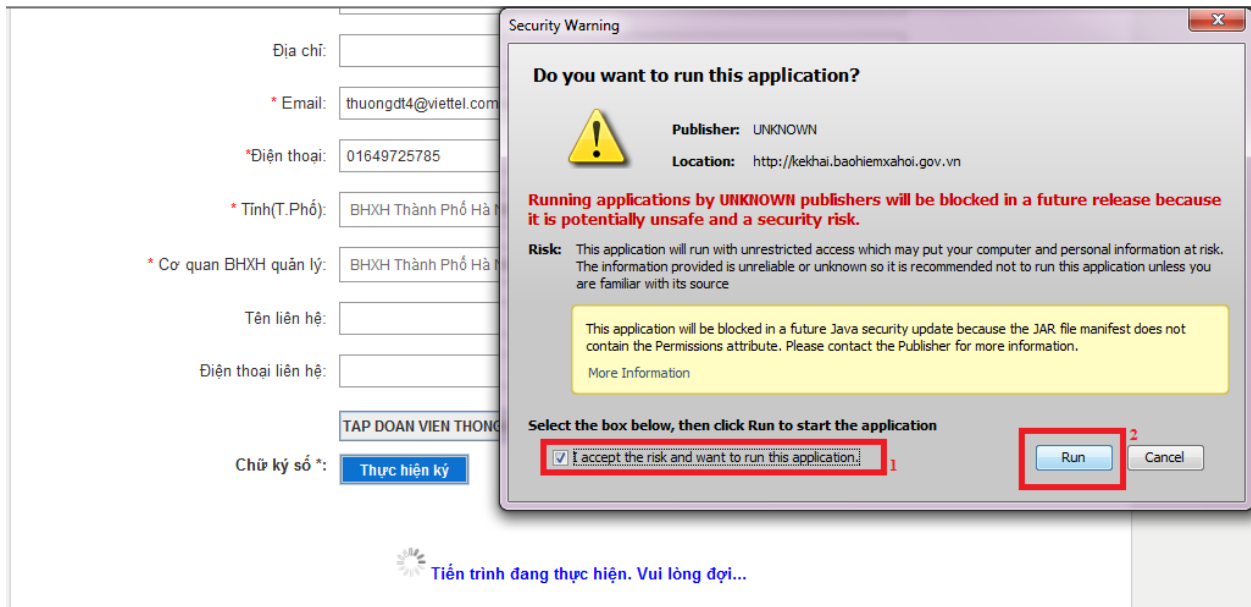 Địa chỉ:
* Email:
thuongdt4@viettel.com
*Điện thoại:
01649725785
* Tỉnh(T.Phố):
BHXH Thành Phố Hà N
* Cơ quan BHXH quản lý:
BHXH Thành Phố Hà N
Tên liên hệ:
Điện thoại liên hệ:
TAP DOAN VIEN THONG
Chữ ký số *:
Thực hiện ký
Tiến trình đang thực hiện. Vui lòng đợi...
Security Warning
Do you want to run this application?
Publisher: UNKNOWN
Location: http://kekhai.baohiemxahoi.gov.vn
Running applications by UNKNOWN publishers will be blocked in a future release because
it is potentially unsafe and a security risk.
Risk: This application will run with unrestricted access which may put your computer and personal information at risk.
The information provided is unreliable or unknown so it is recommended not to run this application unless you
are familiar with its source
This application will be blocked in a future Java security update because the JAR file manifest does not
contain the Permissions attribute. Please contact the Publisher for more information.
More Information
Select the box below, then click Run to start the application
I accept the risk and want to run this application.
1
Run
2
Cancel